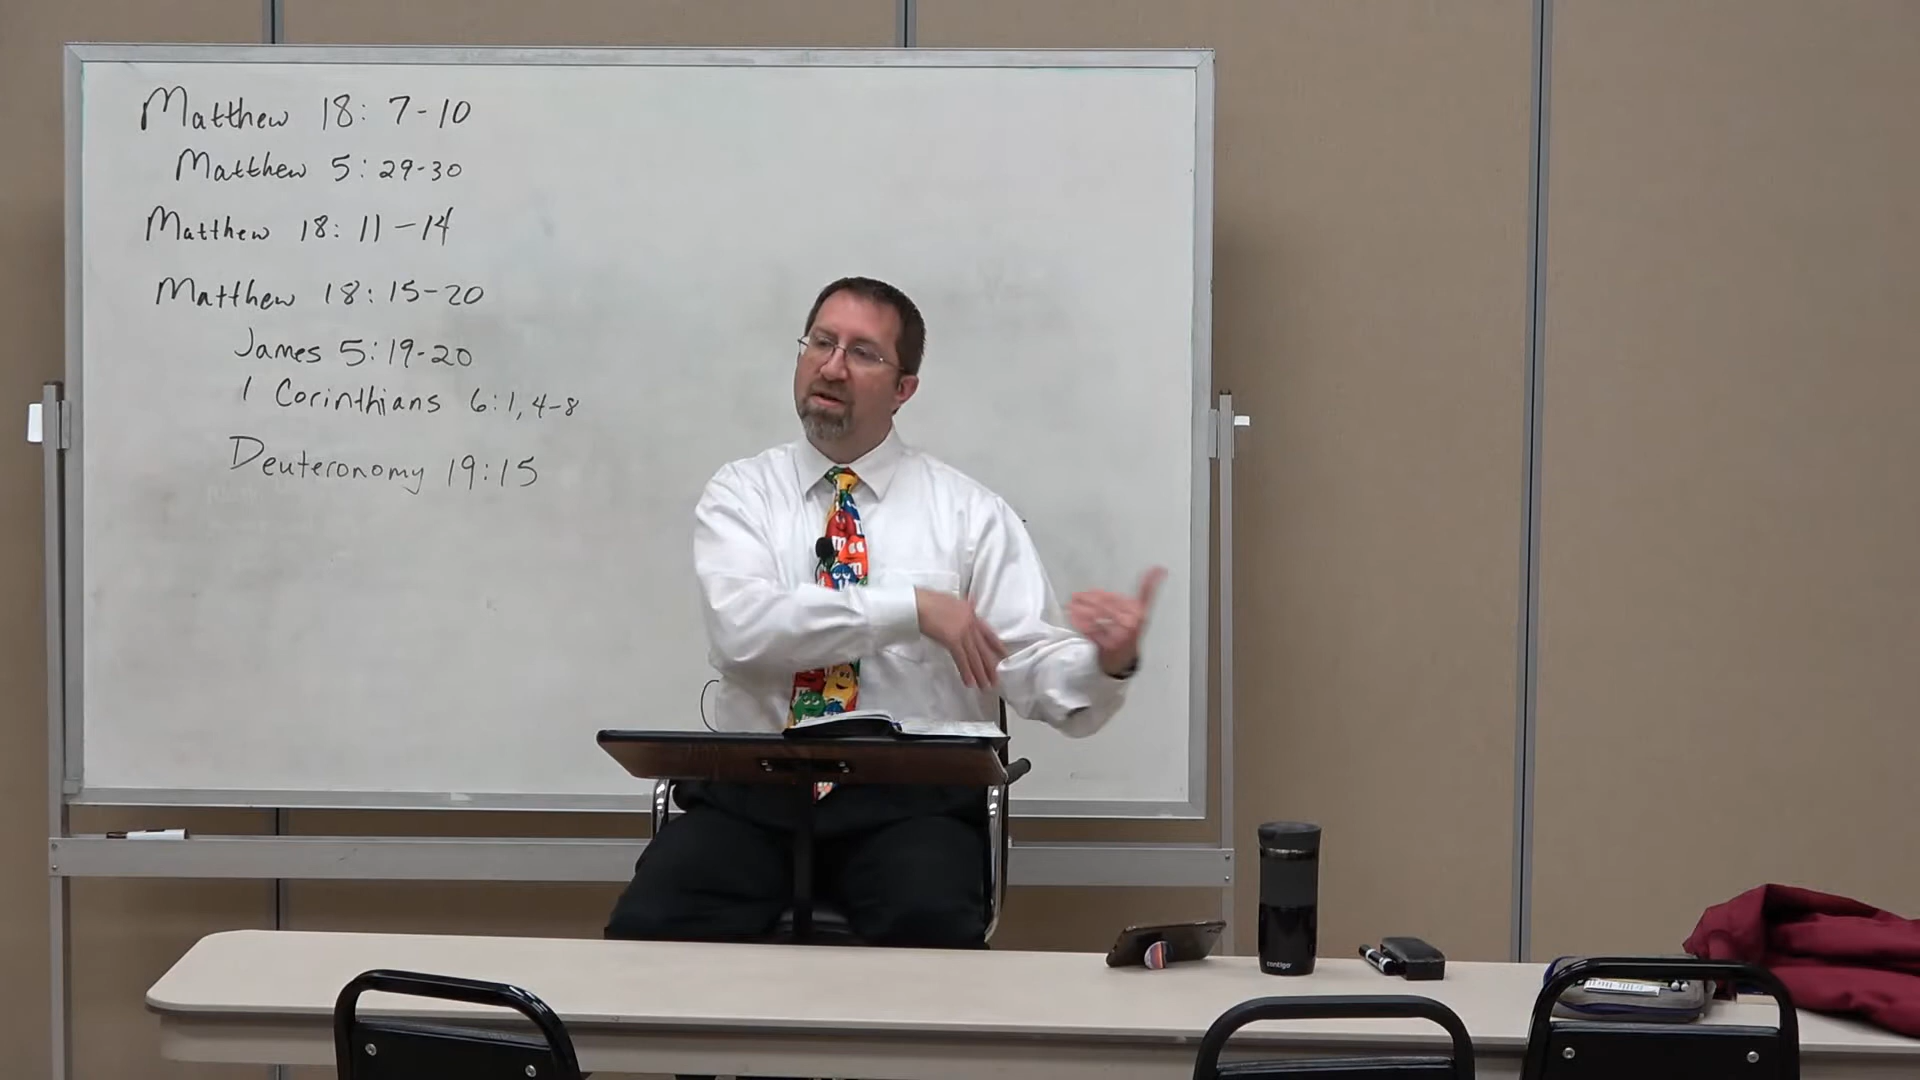 Matthew 18: 7-10
Matthew 5: 29-30
Matthew 18: 11-14
Matthew 18: 15-20
James 5:19-20
1 Corinthians 6:1, 4-8
Deuteronomy 19:15
m
m
contigo